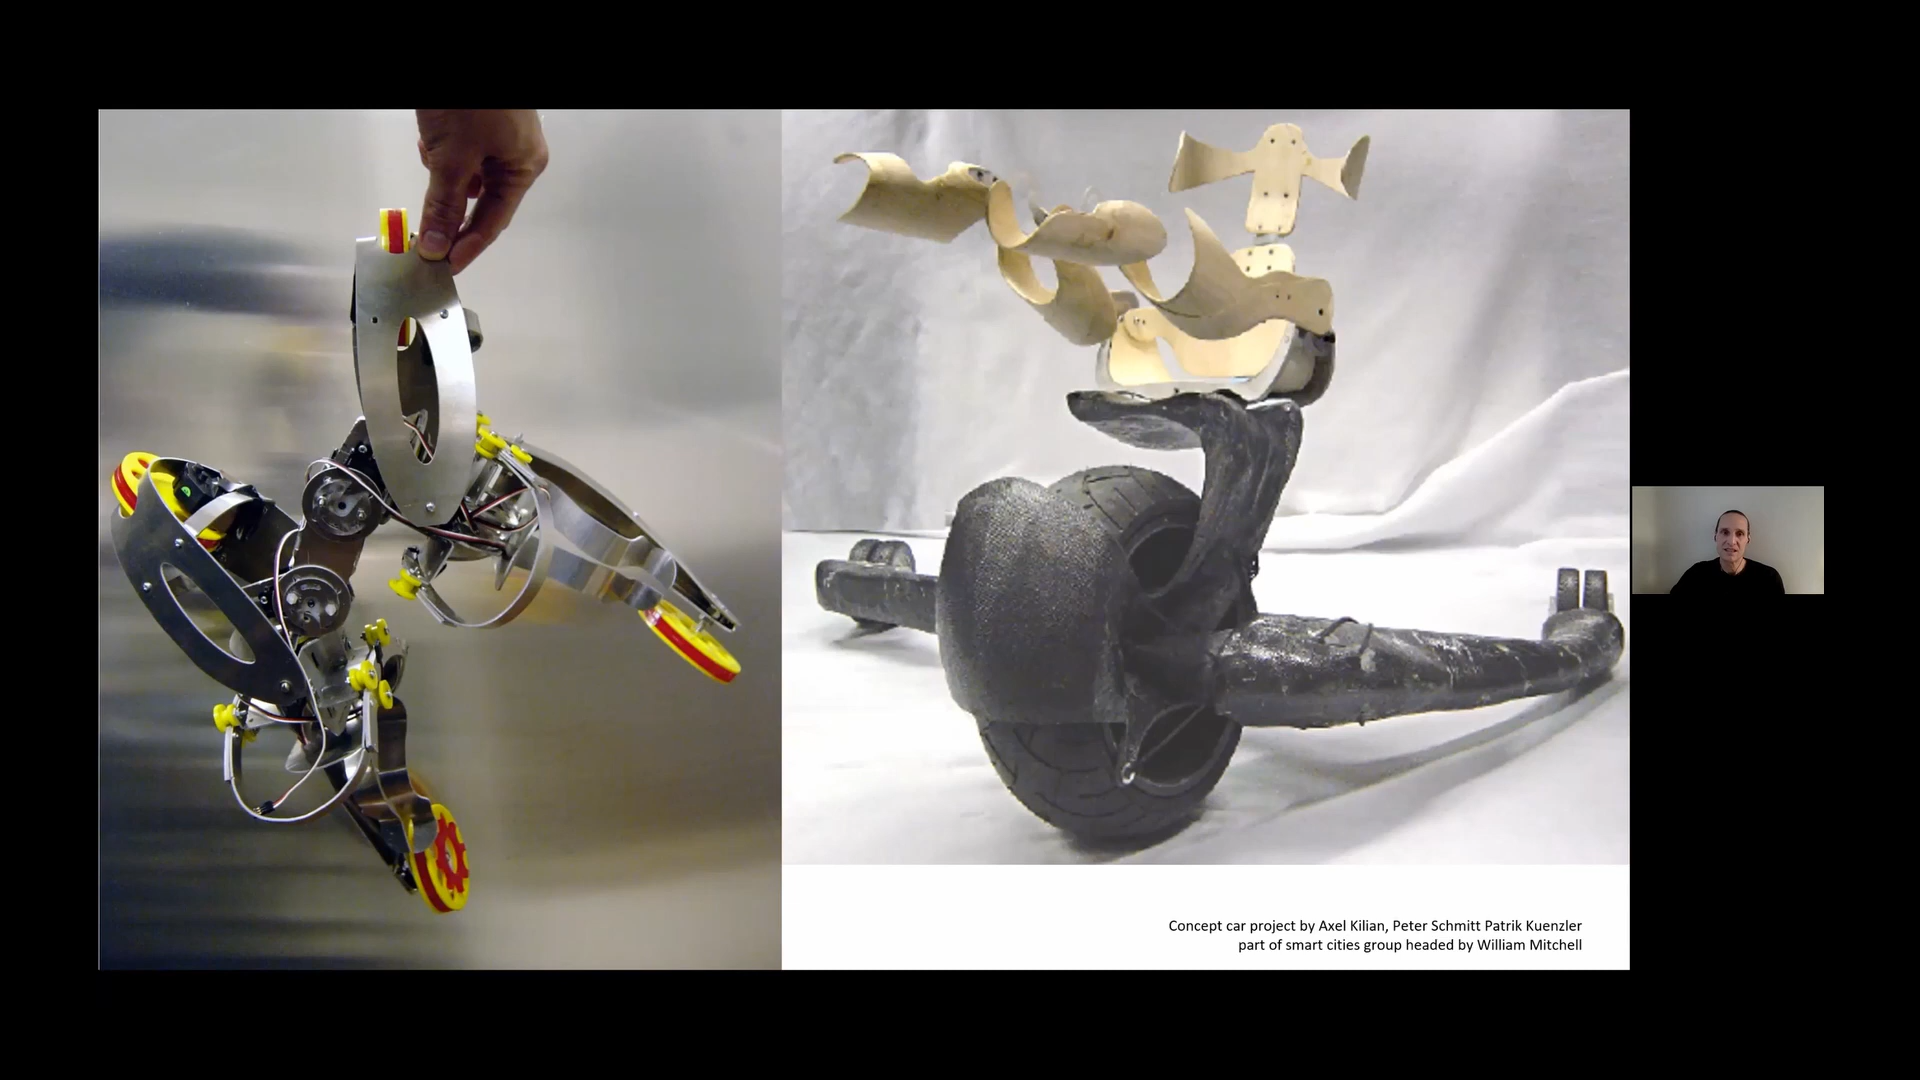 Concept car project by Axel Kilian, Peter Schmitt Patrik Kuenzler
part of smart cities group headed by William Mitchell